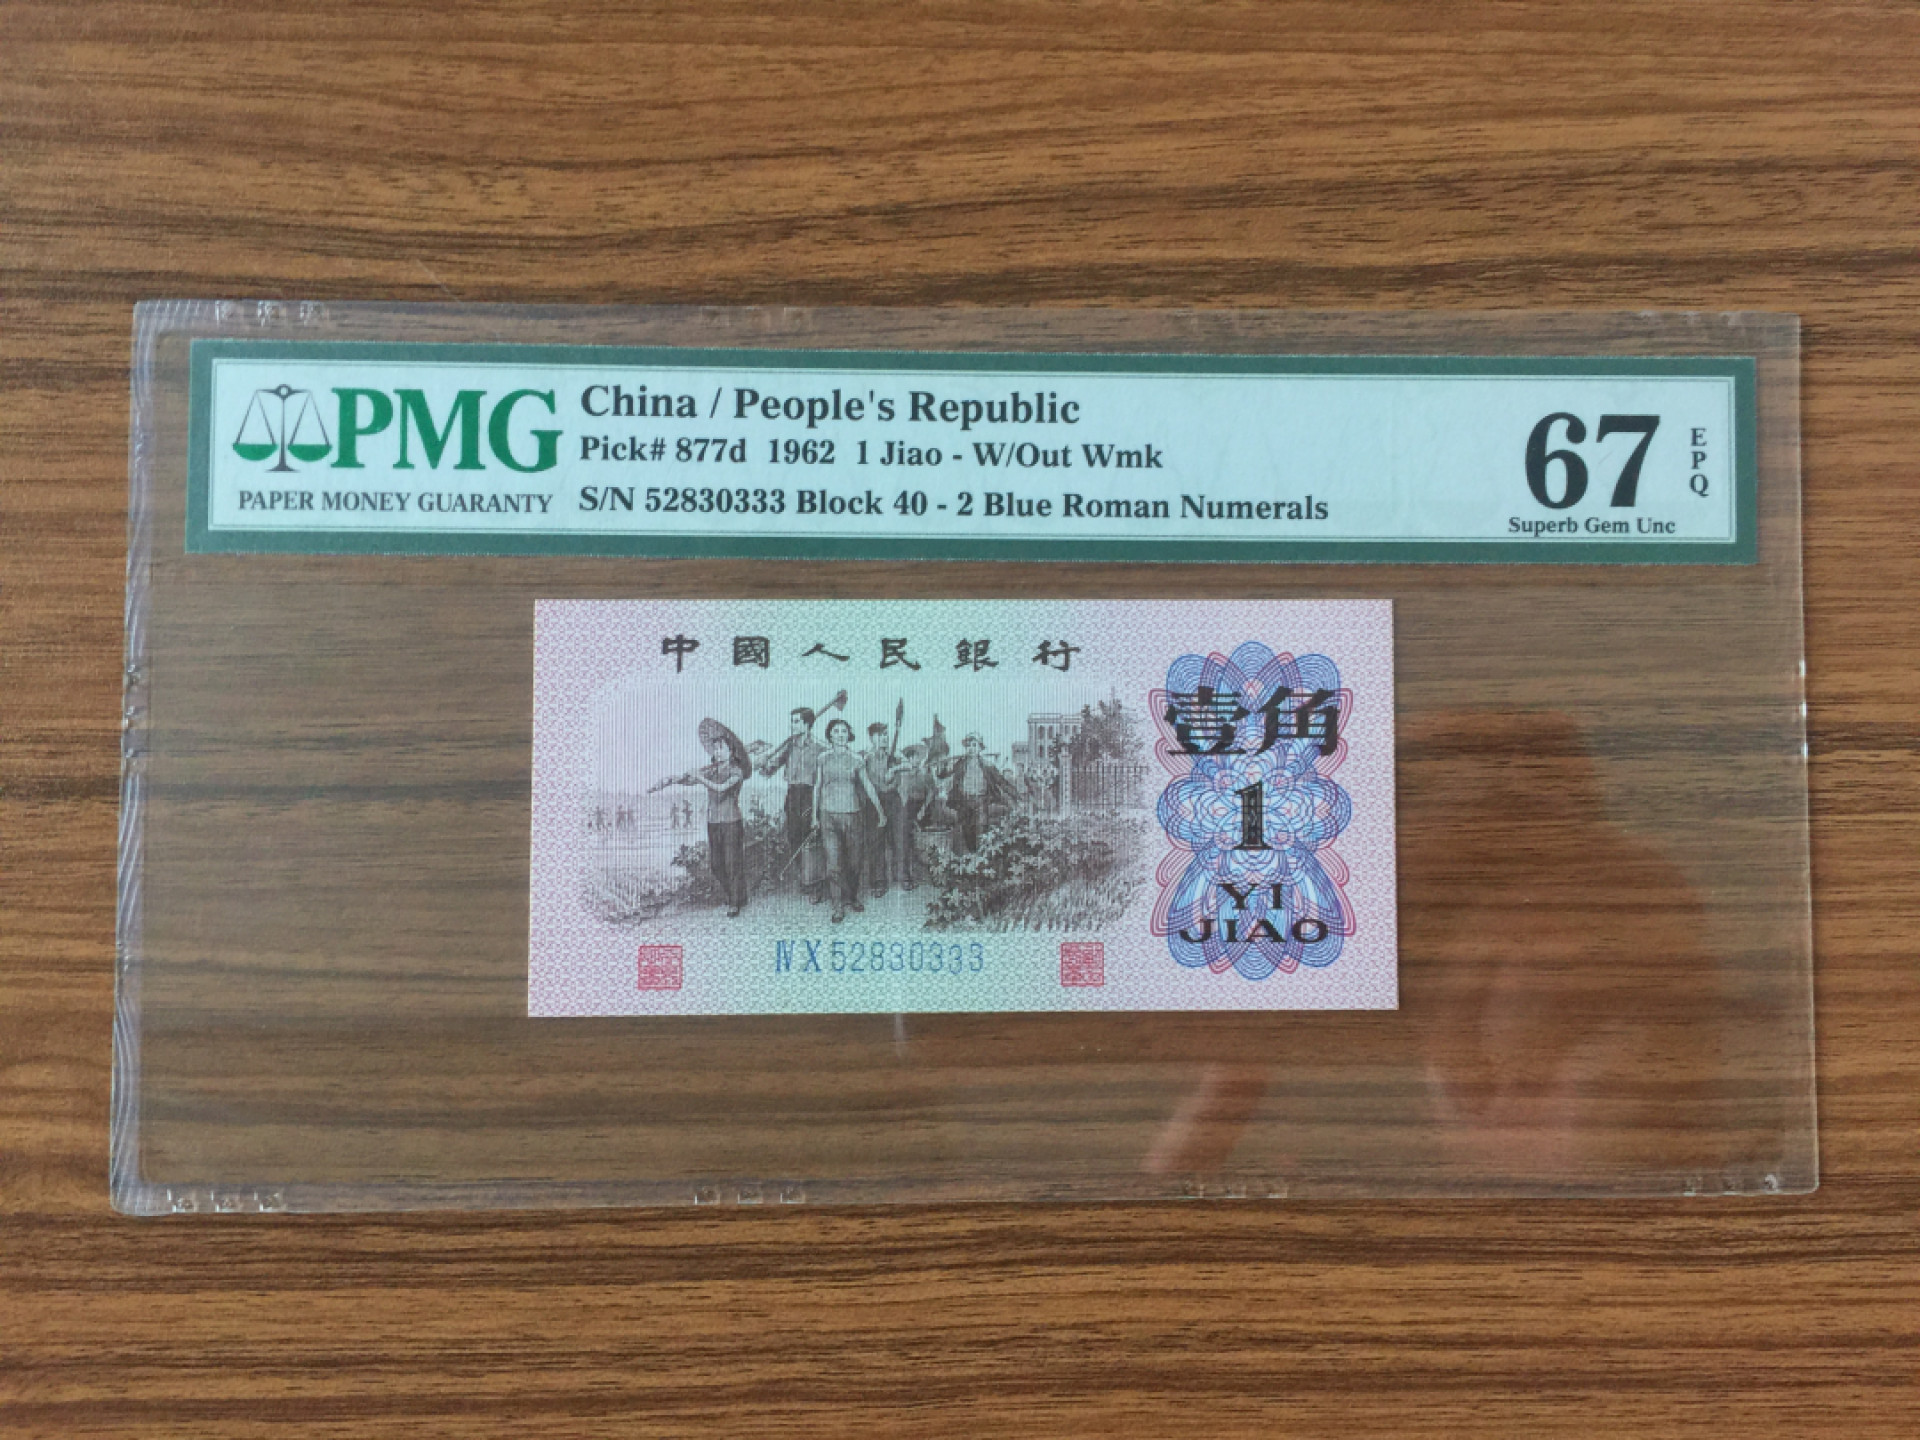 PMG
PAPER MONEY GUARANTY
China / People's Republic
Pick# 877d 1962 1 Jiao - W/Out Wmk
S/N 52830333 Block 40 - 2 Blue Roman Numerals
67
EPQ
Superb Gem Unc
中國人民銀行
壹角
1
YI
JIAO
ⅣⅩ52830333